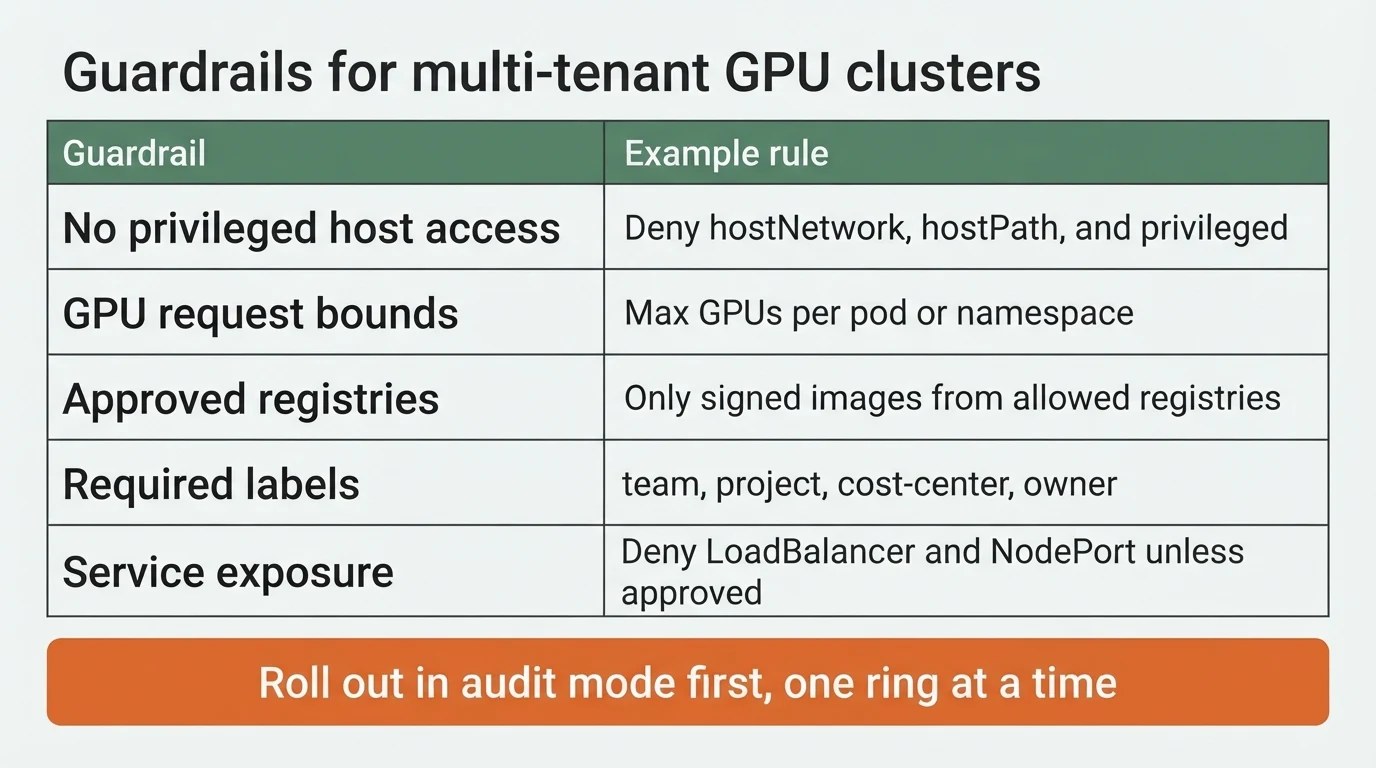 Guardrails for multi-tenant GPU clusters
Guardrail
Example rule
No privileged host access
Deny hostNetwork, hostPath, and privileged
GPU request bounds
Max GPUs per pod or namespace
Approved registries
Only signed images from allowed registries
Required labels
team, project, cost-center, owner
Service exposure
Deny LoadBalancer and NodePort unless
approved
Roll out in audit mode first, one ring at a time